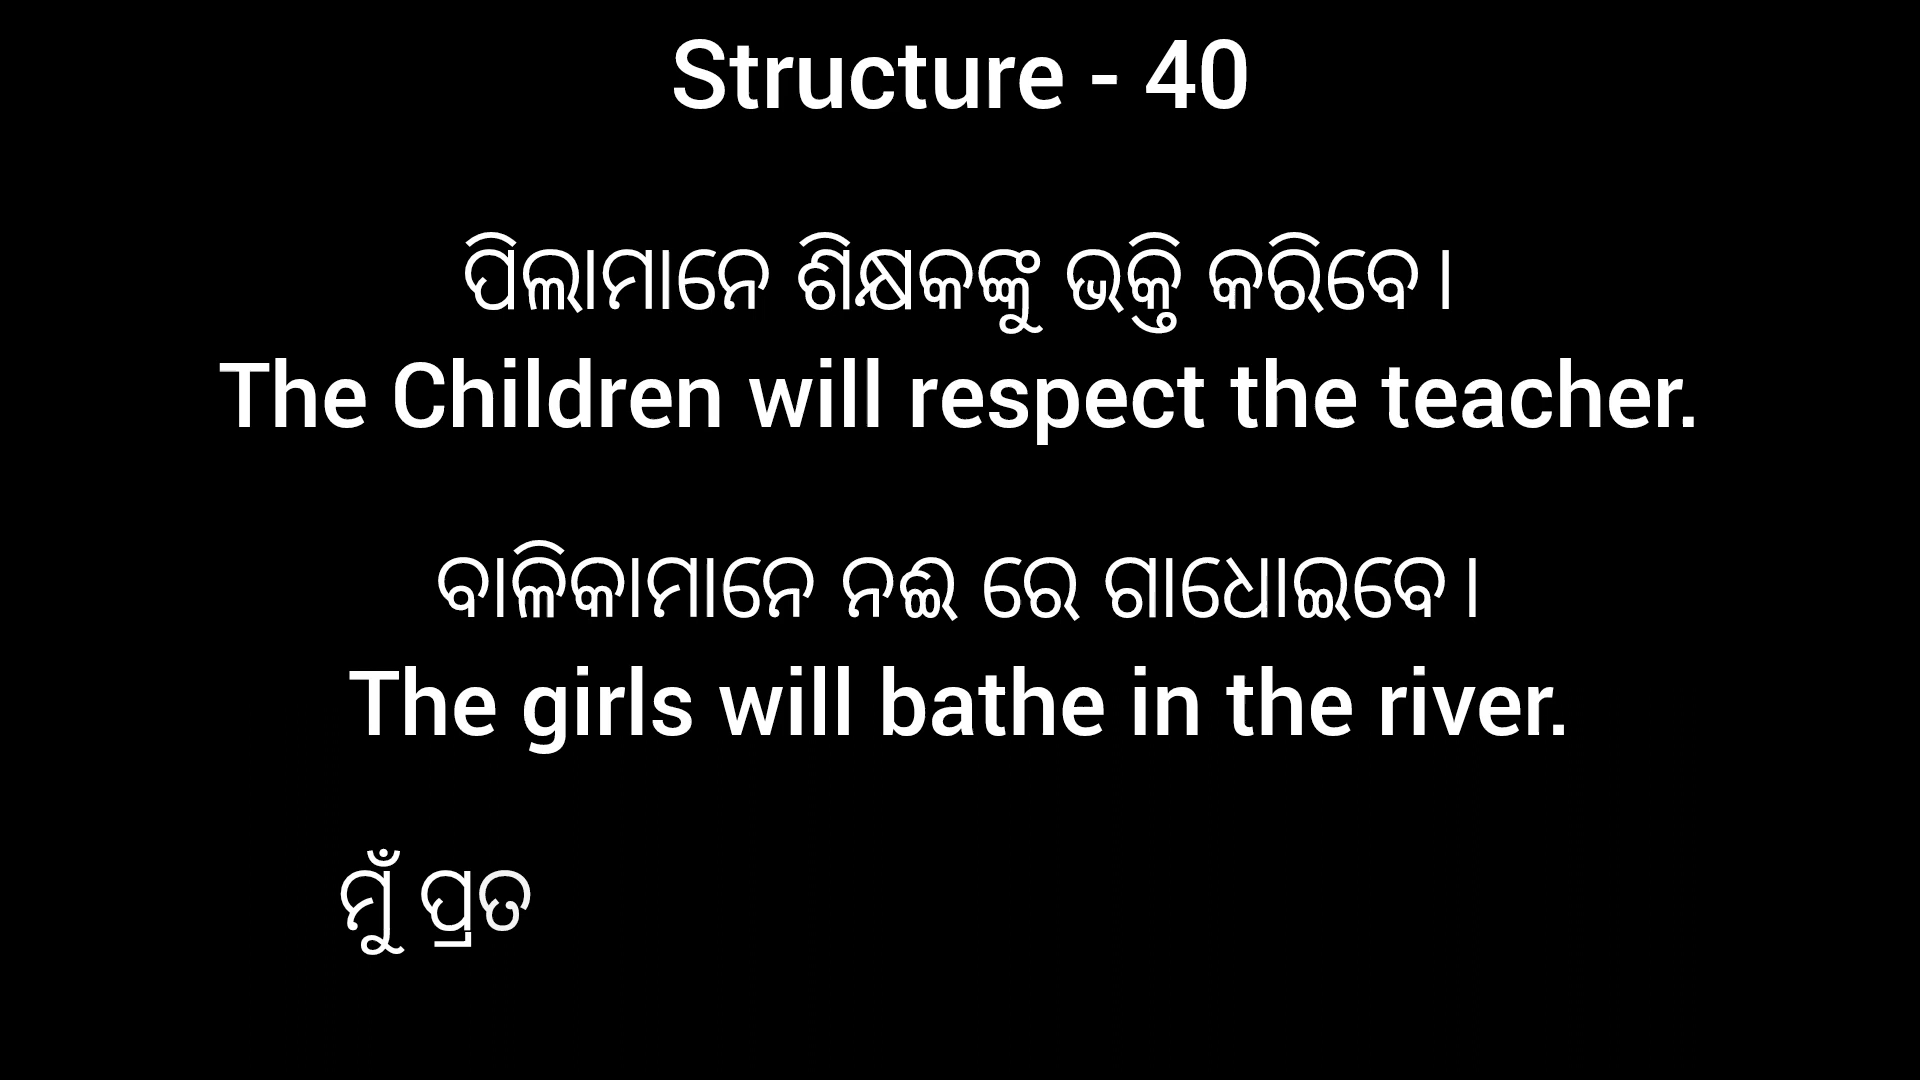 Structure - 40
ପିଲାମାନେ ଶିକ୍ଷକଙ୍କୁ ଭକ୍ତି କରିବେ।
The Children will respect the teacher.
ବାଳିକାମାନେ ନଈ ରେ ଗାଧୋଇବେ।
The girls will bathe in the river.
ମୁଁ ପ୍ରତ